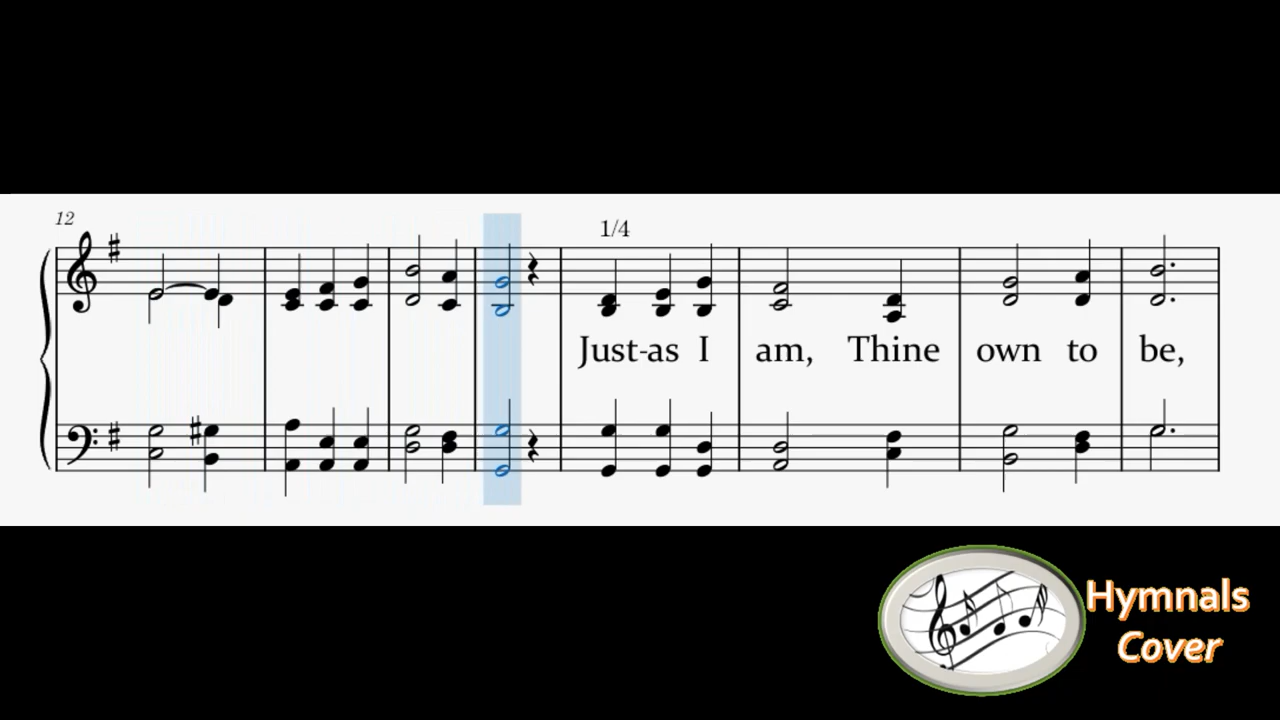 12
1/4
Just-as I am, Thine own to be,
Hymnals
Cover